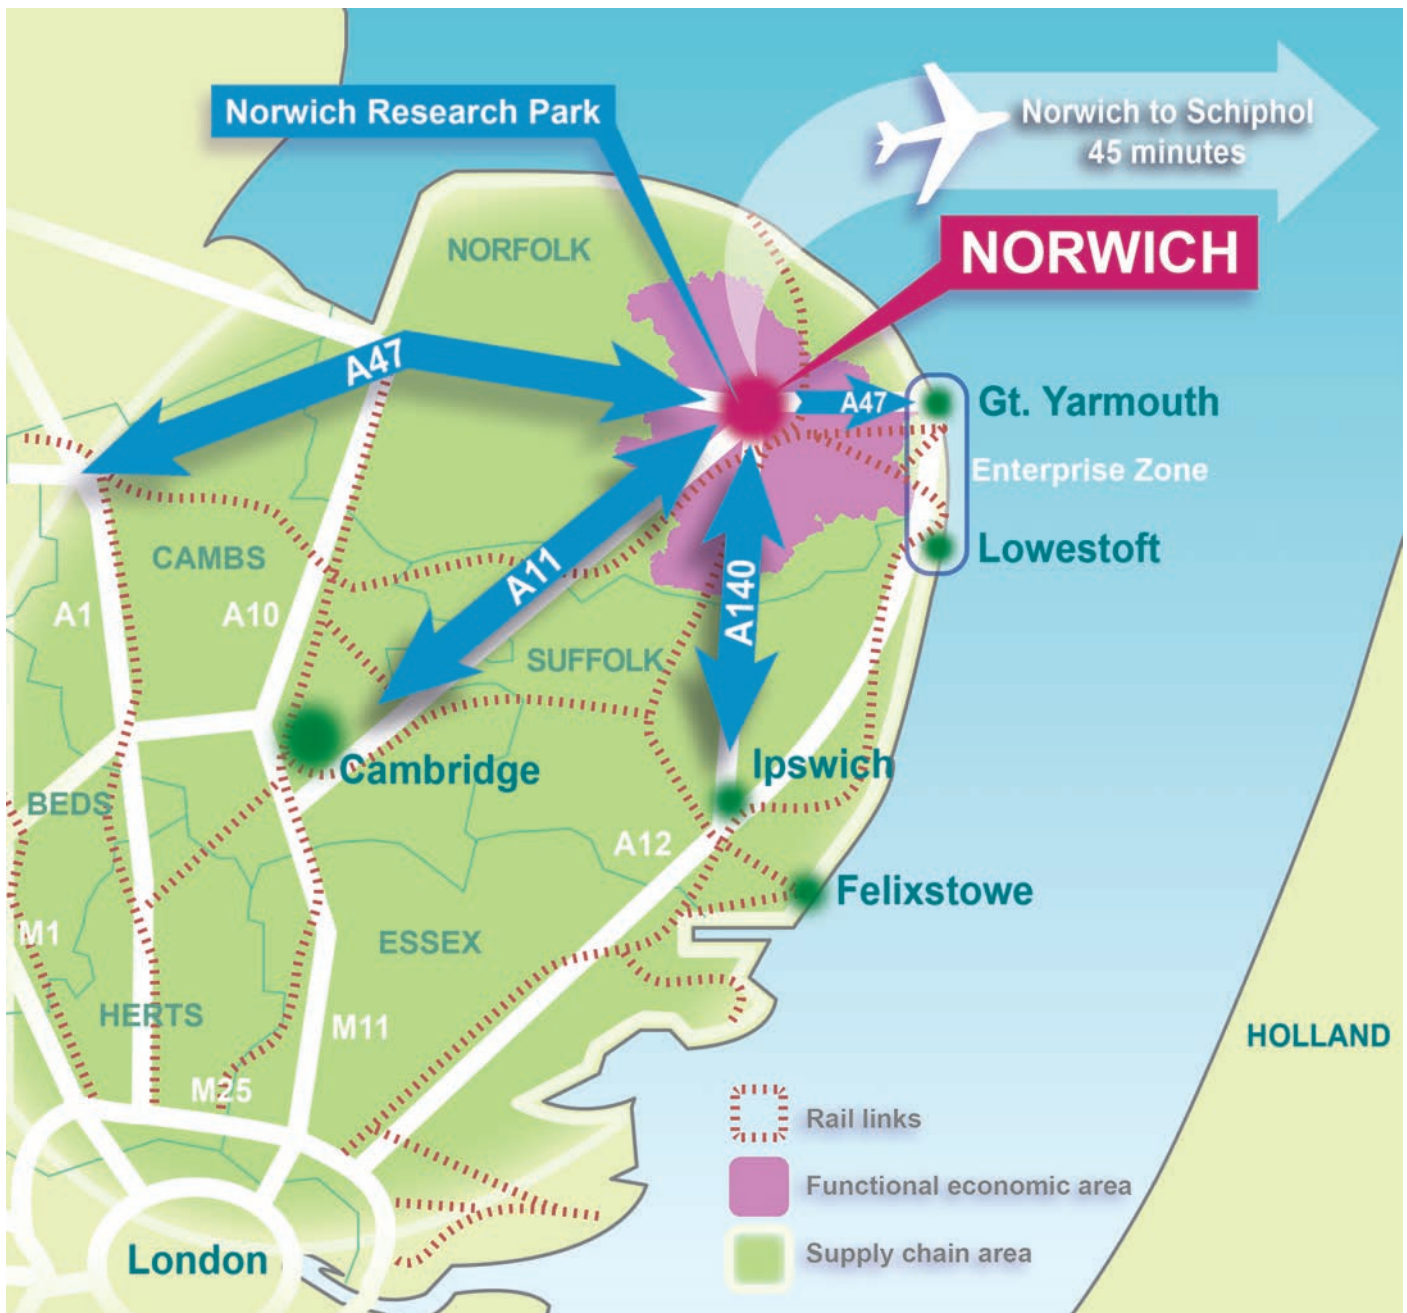 Norwich Research Park
Norwich to Schiphol
45 minutes
NORWICH
NORFOLK
A47
A47
Gt. Yarmouth
Enterprise Zone
Lowestoft
CAMBS
A11
A140
A1
A10
SUFFOLK
Cambridge
Ipswich
BEDS
A12
Felixstowe
M1
ESSEX
HERTS
M11
HOLLAND
M25
Rail links
Functional economic area
Supply chain area
London